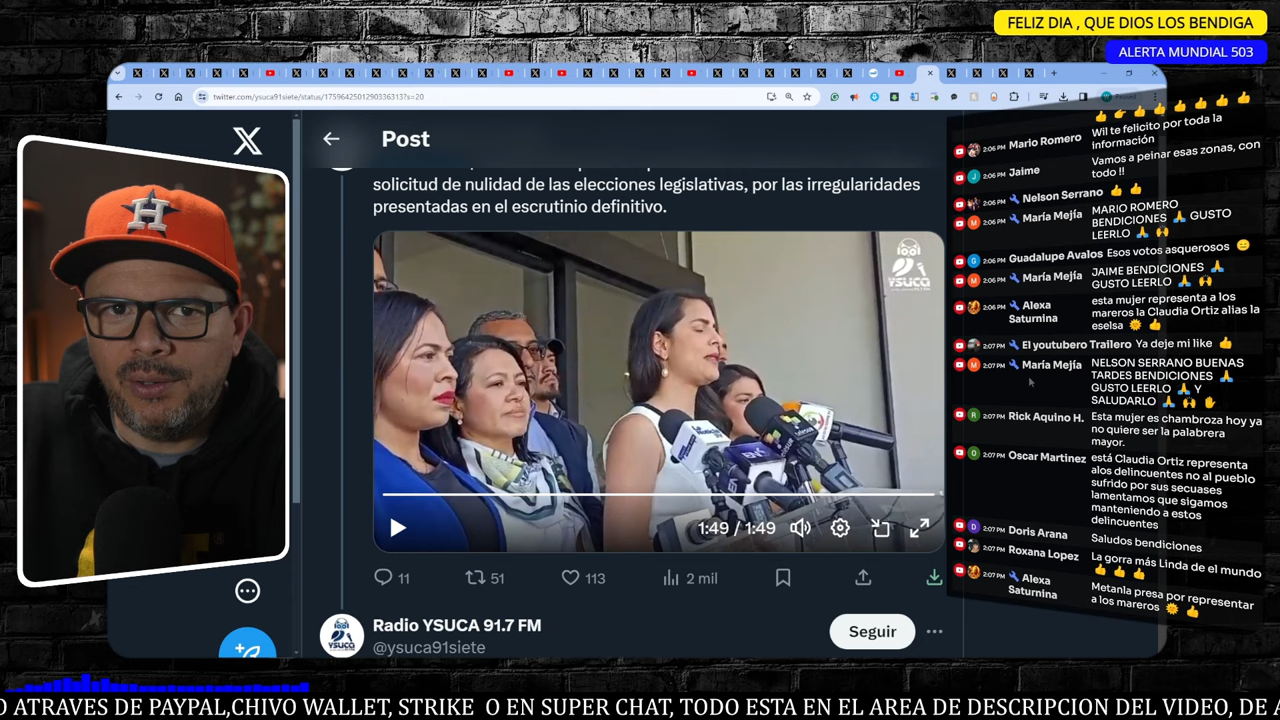 FELIZ DIA , QUE DIOS LOS BENDIGA
ALERTA MUNDIAL 503
twitter.com/ysuca91siete/status/1759642501290336313?s=20
Post
solicitud de nulidad de las elecciones legislativas, por las irregularidades
presentadas en el escrutinio definitivo.
YSUCA
1:49 / 1:49
11
51
113
2 mil
Radio YSUCA 91.7 FM
@ysuca91siete
Seguir
2:06 PM Mario Romero
Wil te felicito por toda la
información
2:06 PM Jaime
Vamos a peinar esas zonas, con
todo !!
2:06 PM Nelson Serrano
2:06 PM María Mejía
MARIO ROMERO
BENDICIONES 🙏 GUSTO
LEERLO 🙏 🙌
2:06 PM Guadalupe Avalos Esos votos asquerosos 😑
2:06 PM María Mejía
JAIME BENDICIONES 🙏
GUSTO LEERLO 🙏 🙌
2:06 PM Alexa
Saturnina
esta mujer representa a los
mareros la Claudia Ortiz alias la
eselsa 🌞 👍
2:07 PM El youtubero Trailero Ya deje mi like 👍
2:07 PM María Mejía
NELSON SERRANO BUENAS
TARDES BENDICIONES 🙏
GUSTO LEERLO 🙏 Y
SALUDARLO 🙏 🙌 ✋
2:07 PM Rick Aquino H.
Esta mujer es chambroza hoy ya
no quiere ser la palabrera
mayor.
2:07 PM Oscar Martinez
está Claudia Ortiz representa
alos delincuentes no al pueblo
sufrido por sus secuases
lamentamos que sigamos
manteniendo a estos
delincuentes
2:07 PM Doris Arana
Saludos bendiciones
2:07 PM Roxana Lopez
La gorra más Linda de el mundo
👍 👍 👍
2:07 PM Alexa
Saturnina
Metanla presa por representar
a los mareros 🌞 👍
O ATRAVES DE PAYPAL,CHIVO WALLET, STRIKE O EN SUPER CHAT, TODO ESTA EN EL AREA DE DESCRIPCION DEL VIDEO, DE A